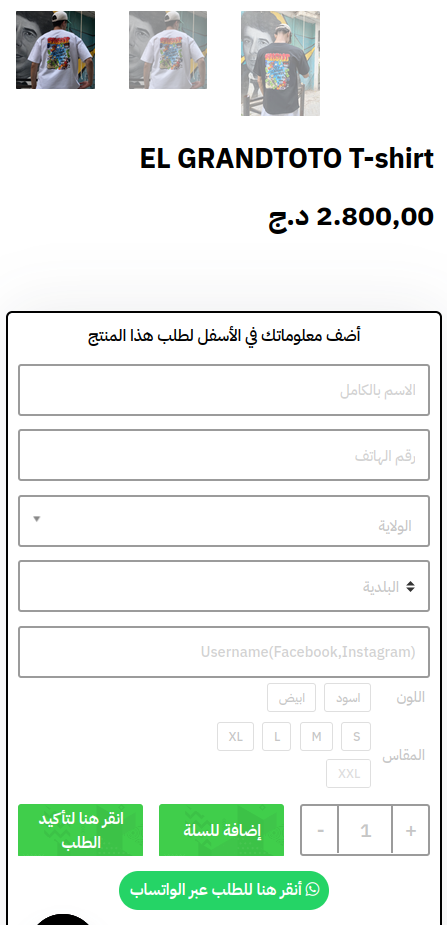 EL GRANDTOTO T-shirt
2.800,00 د.ج
أضف معلوماتك في الأسفل لطلب هذا المنتج
الاسم بالكامل
رقم الهاتف
الولاية
البلدية
Username(Facebook,Instagram)
اللون
اسود
ابيض
المقاس
S
M
L
XL
XXL
+
1
-
إضافة للسلة
انقر هنا لتأكيد
الطلب
أنقر هنا للطلب عبر الواتساب